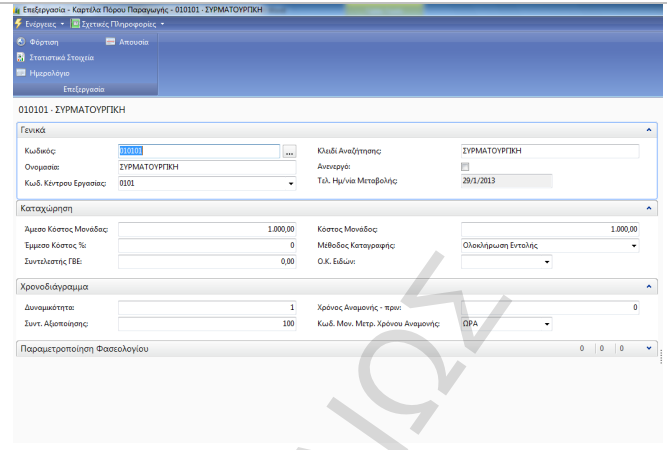 Επεξεργασία - Καρτέλα Πόρου Παραγωγής - 010101 · ΣΥΡΜΑΤΟΥΡΓΙΚΗ
Ενέργειες Σχετικές Πληροφορίες
Φόρτιση Απουσία
Στατιστικά Στοιχεία
Ημερολόγιο
Επεξεργασία
010101 · ΣΥΡΜΑΤΟΥΡΓΙΚΗ
Γενικά
Κωδικός: 010101 ... Κλειδί Αναζήτησης: ΣΥΡΜΑΤΟΥΡΓΙΚΗ
Ονομασία: ΣΥΡΜΑΤΟΥΡΓΙΚΗ Ανενεργό:
Κωδ. Κέντρου Εργασίας: 0101 Τελ. Ημ/νία Μεταβολής: 29/1/2013
Καταχώρηση
Άμεσο Κόστος Μονάδας: 1.000,00 Κόστος Μονάδος: 1.000,00
Έμμεσο Κόστος %: 0 Μέθοδος Καταγραφής: Ολοκλήρωση Εντολής
Συντελεστής ΓΒΕ: 0,00 Ο.Κ. Ειδών:
Χρονοδιάγραμμα
Δυναμικότητα: 1 Χρόνος Αναμονής - πριν: 0
Συντ. Αξιοποίησης: 100 Κωδ. Μον. Μετρ. Χρόνου Αναμονής: ΩΡΑ
Παραμετροποίηση Φασεολογίου 0 0 0